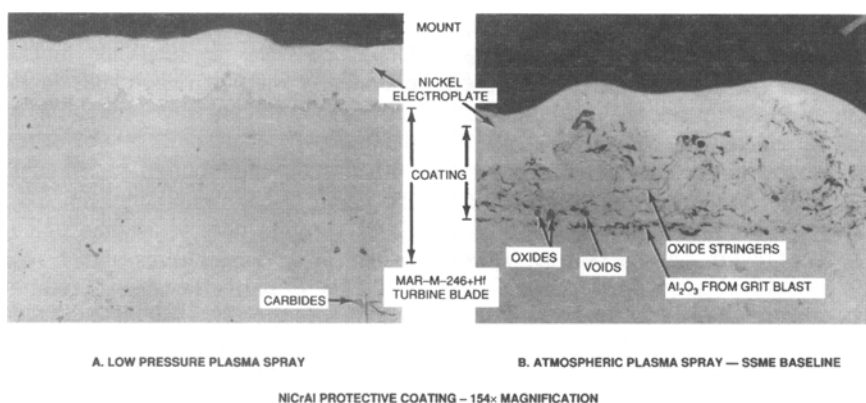 MOUNT
NICKEL
ELECTROPLATE
COATING
OXIDES
VOIDS
OXIDE STRINGERS
Al₂O₃ FROM GRIT BLAST
MAR–M–246+Hf
TURBINE BLADE
CARBIDES
A. LOW PRESSURE PLASMA SPRAY
B. ATMOSPHERIC PLASMA SPRAY — SSME BASELINE
NiCrAl PROTECTIVE COATING – 154× MAGNIFICATION